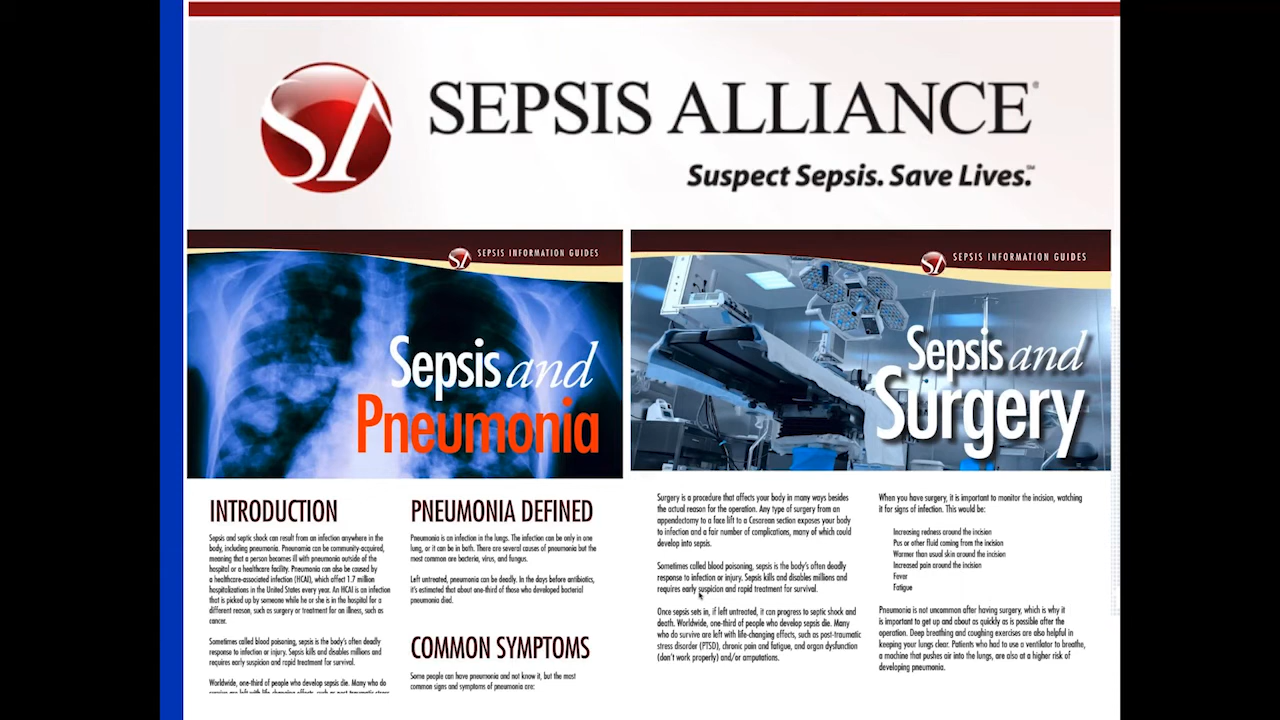 SA
SEPSIS ALLIANCE®
Suspect Sepsis. Save Lives.℠
SA SEPSIS INFORMATION GUIDES
Sepsis and
Pneumonia
INTRODUCTION
Sepsis and septic shock can result from an infection anywhere in the
body, including pneumonia. Pneumonia can be community-acquired,
meaning that a person becomes ill with pneumonia outside of the
hospital or a healthcare facility. Pneumonia can also be caused by
a healthcare-associated infection (HCAI), which affect 1.7 million
hospitalizations in the United States every year. An HCAI is an infection
that is picked up by someone while he or she is in the hospital for a
different reason, such as surgery or treatment for an illness, such as
cancer.
Sometimes called blood poisoning, sepsis is the body's often deadly
response to infection or injury. Sepsis kills and disables millions and
requires early suspicion and rapid treatment for survival.
Worldwide, one-third of people who develop sepsis die. Many who do
survive are left with life-changing effects, such as post-traumatic stress
PNEUMONIA DEFINED
Pneumonia is an infection in the lungs. The infection can be only in one
lung, or it can be in both. There are several causes of pneumonia but the
most common are bacteria, virus, and fungus.
Left untreated, pneumonia can be deadly. In the days before antibiotics,
it's estimated that about one-third of those who developed bacterial
pneumonia died.
COMMON SYMPTOMS
Some people can have pneumonia and not know it, but the most
common signs and symptoms of pneumonia are:
SA SEPSIS INFORMATION GUIDES
Sepsis and
Surgery
Surgery is a procedure that affects your body in many ways besides
the actual reason for the operation. Any type of surgery from an
appendectomy to a face lift to a Cesarean section exposes your body
to infection and a fair number of complications, many of which could
develop into sepsis.
Sometimes called blood poisoning, sepsis is the body's often deadly
response to infection or injury. Sepsis kills and disables millions and
requires early suspicion and rapid treatment for survival.
Once sepsis sets in, if left untreated, it can progress to septic shock and
death. Worldwide, one-third of people who develop sepsis die. Many
who do survive are left with life-changing effects, such as post-traumatic
stress disorder (PTSD), chronic pain and fatigue, and organ dysfunction
(don't work properly) and/or amputations.
When you have surgery, it is important to monitor the incision, watching
it for signs of infection. This would be:
Increasing redness around the incision
Pus or other fluid coming from the incision
Warmer than usual skin around the incision
Increased pain around the incision
Fever
Fatigue
Pneumonia is not uncommon after having surgery, which is why it
is important to get up and about as quickly as is possible after the
operation. Deep breathing and coughing exercises are also helpful in
keeping your lungs clear. Patients who had to use a ventilator to breathe,
a machine that pushes air into the lungs, are also at a higher risk of
developing pneumonia.